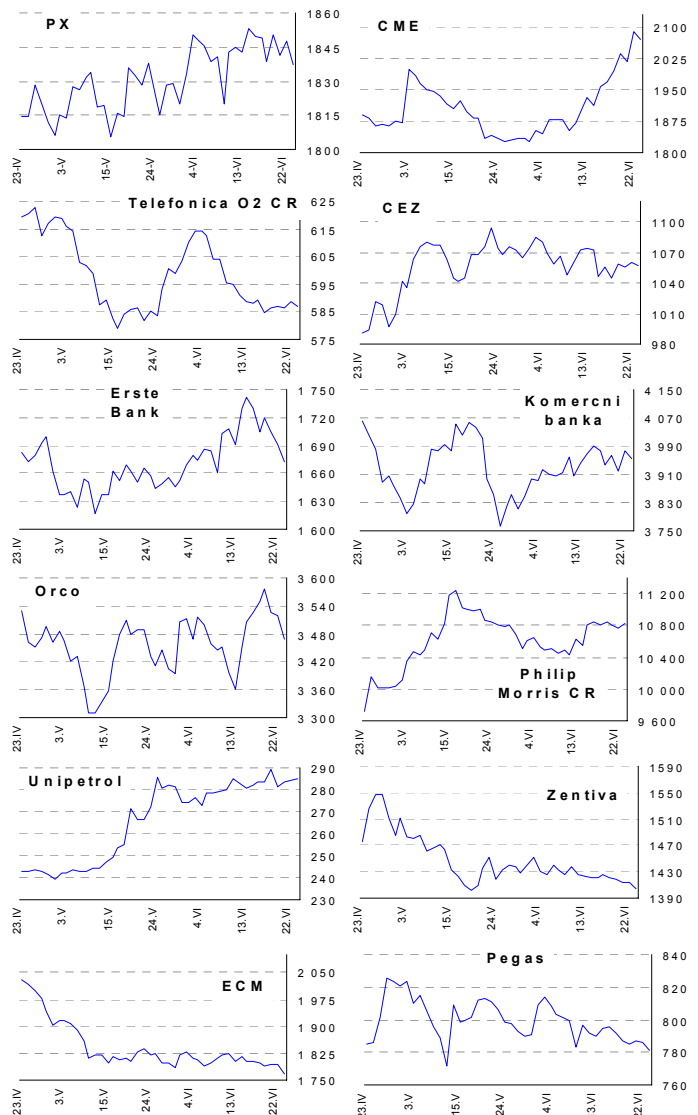 PX
1860
1845
1830
1815
1800
23-IV 3-V 15-V 24-V 4-VI 13-VI 22-VI
CME
2100
2025
1950
1875
1800
23.IV 3.V 15.V 24.V 4.VI 13.VI 22.VI
Telefonica O2 CR
625
615
605
595
585
575
23.IV 3.V 15.V 24.V 4.VI 13.VI 22.VI
CEZ
1100
1070
1040
1010
980
23.IV 3.V 15.V 24.V 4.VI 13.VI 22.VI
Erste
Bank
1 750
1 720
1 690
1 660
1 630
1 600
23.IV 3.V 15.V 24.V 4.VI 13.VI 22.VI
Komercni
banka
4 150
4 070
3 990
3 910
3 830
3 750
23.IV 3.V 15.V 24.V 4.VI 13.VI 22.VI
Orco
3 600
3 540
3 480
3 420
3 360
3 300
23.IV 3.V 15.V 24.V 4.VI 13.VI 22.VI
Philip
Morris CR
11 200
10 800
10 400
10 000
9 600
23.IV 3.V 15.V 24.V 4.VI 13.VI 22.VI
Unipetrol
290
280
270
260
250
240
230
23.IV 3.V 15.V 24.V 4.VI 13.VI 22.VI
Zentiva
1590
1550
1510
1470
1430
1390
23.IV 3.V 15.V 24.V 4.VI 13.VI 22.VI
ECM
2 050
1 975
1 900
1 825
1 750
23.IV 3.V 15.V 24.V 4.VI 13.VI 22.VI
Pegas
840
820
800
780
760
23.IV 3.V 15.V 24.V 4.VI 13.VI 22.VI